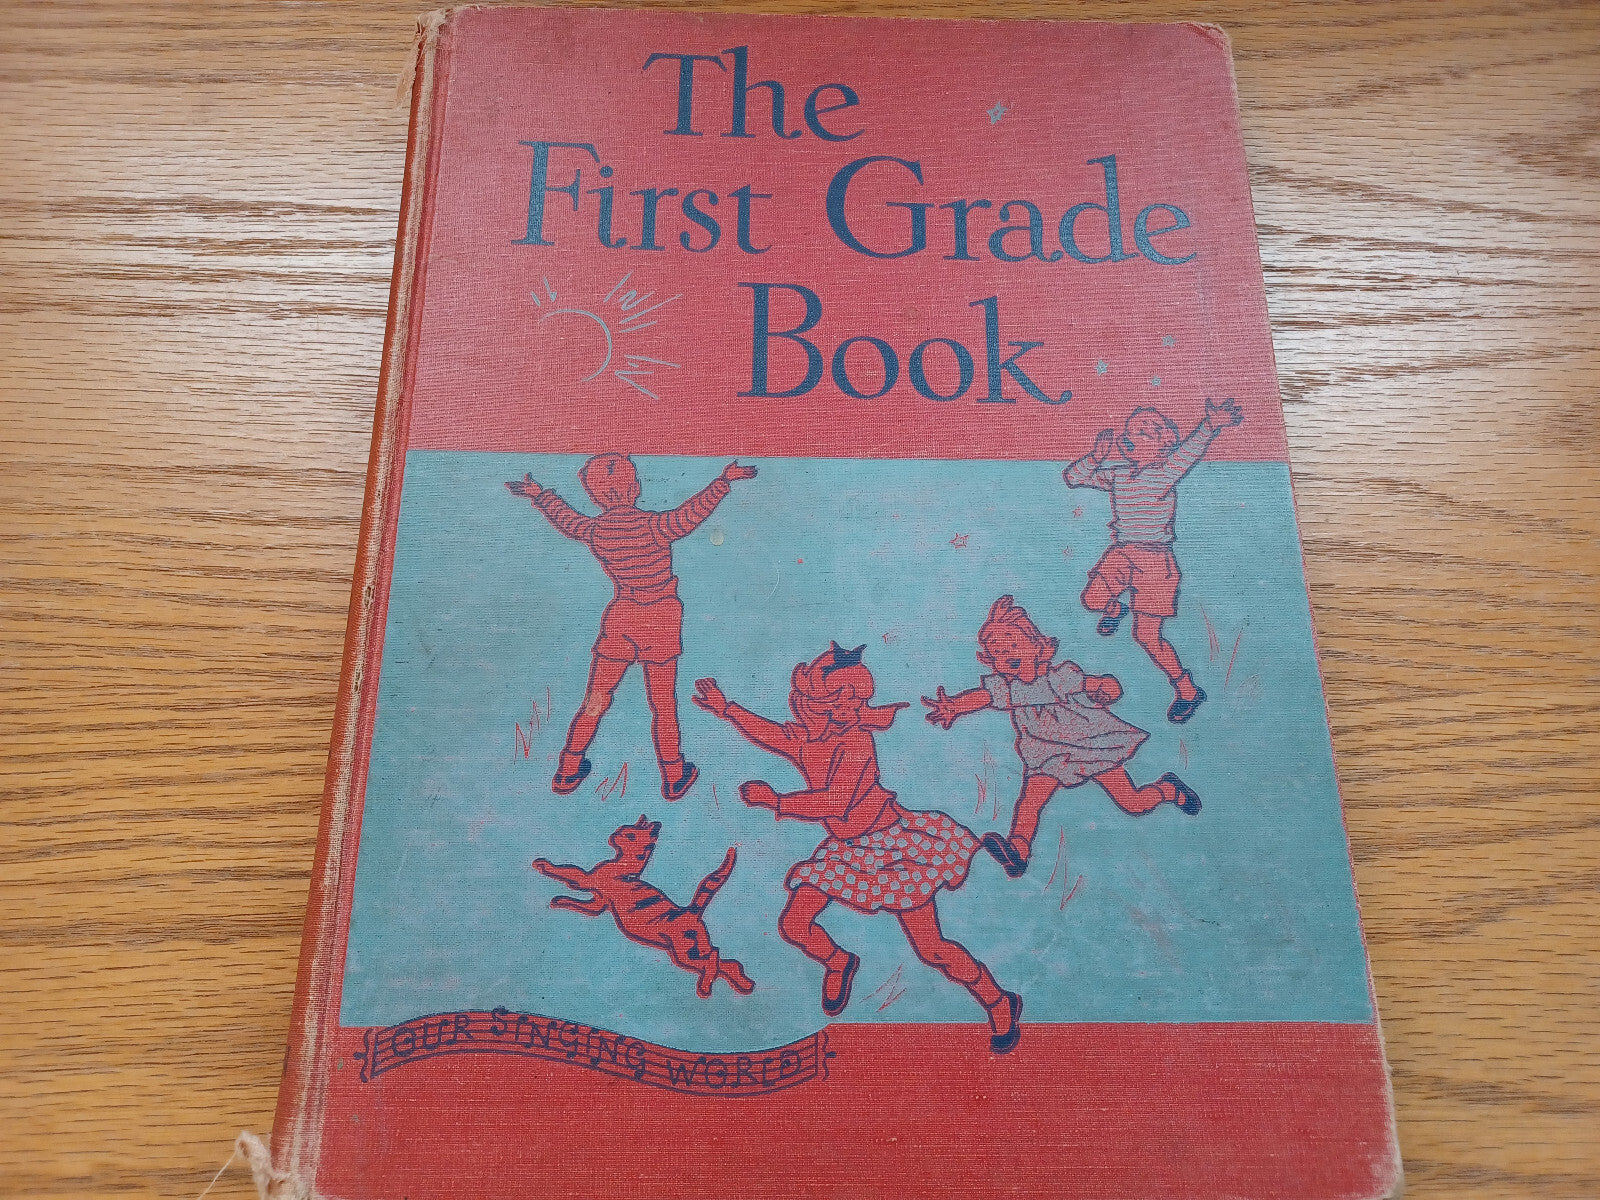 The
First Grade
Book
OUR SINGING WORLD